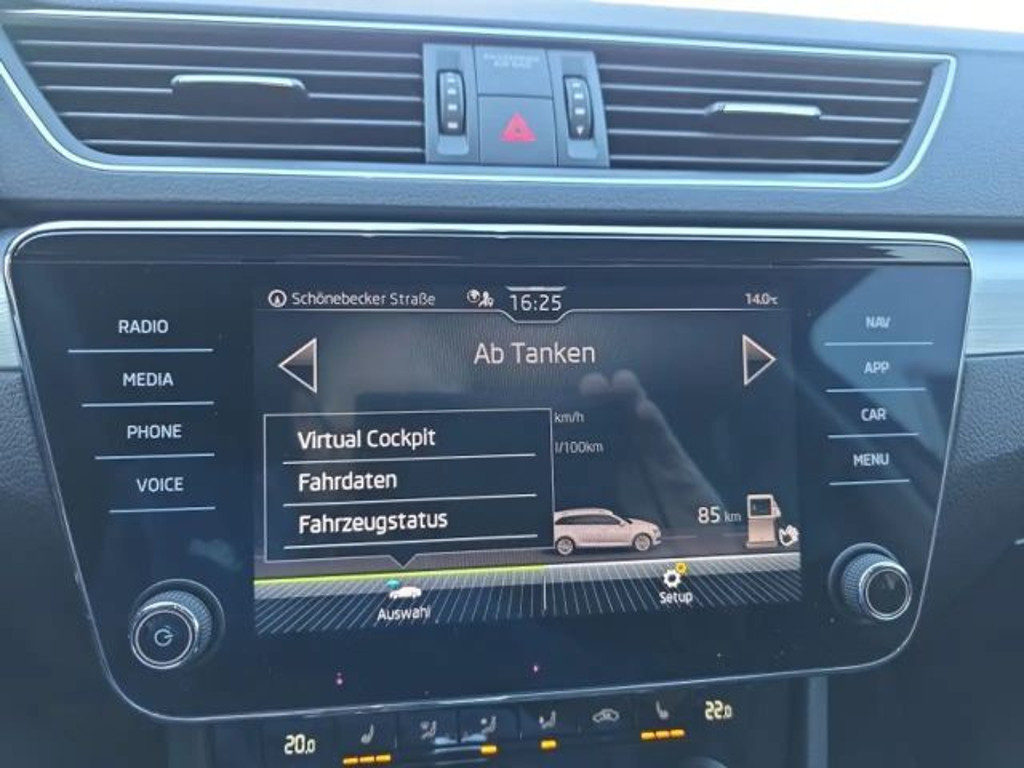 Schönebecker Straße 16:25 14.0°C
Ab Tanken
RADIO
MEDIA
PHONE
VOICE
NAV
APP
CAR
MENU
km/h
l/100km
Virtual Cockpit
Fahrdaten
Fahrzeugstatus
85 km
Auswahl
Setup
20.0
22.0